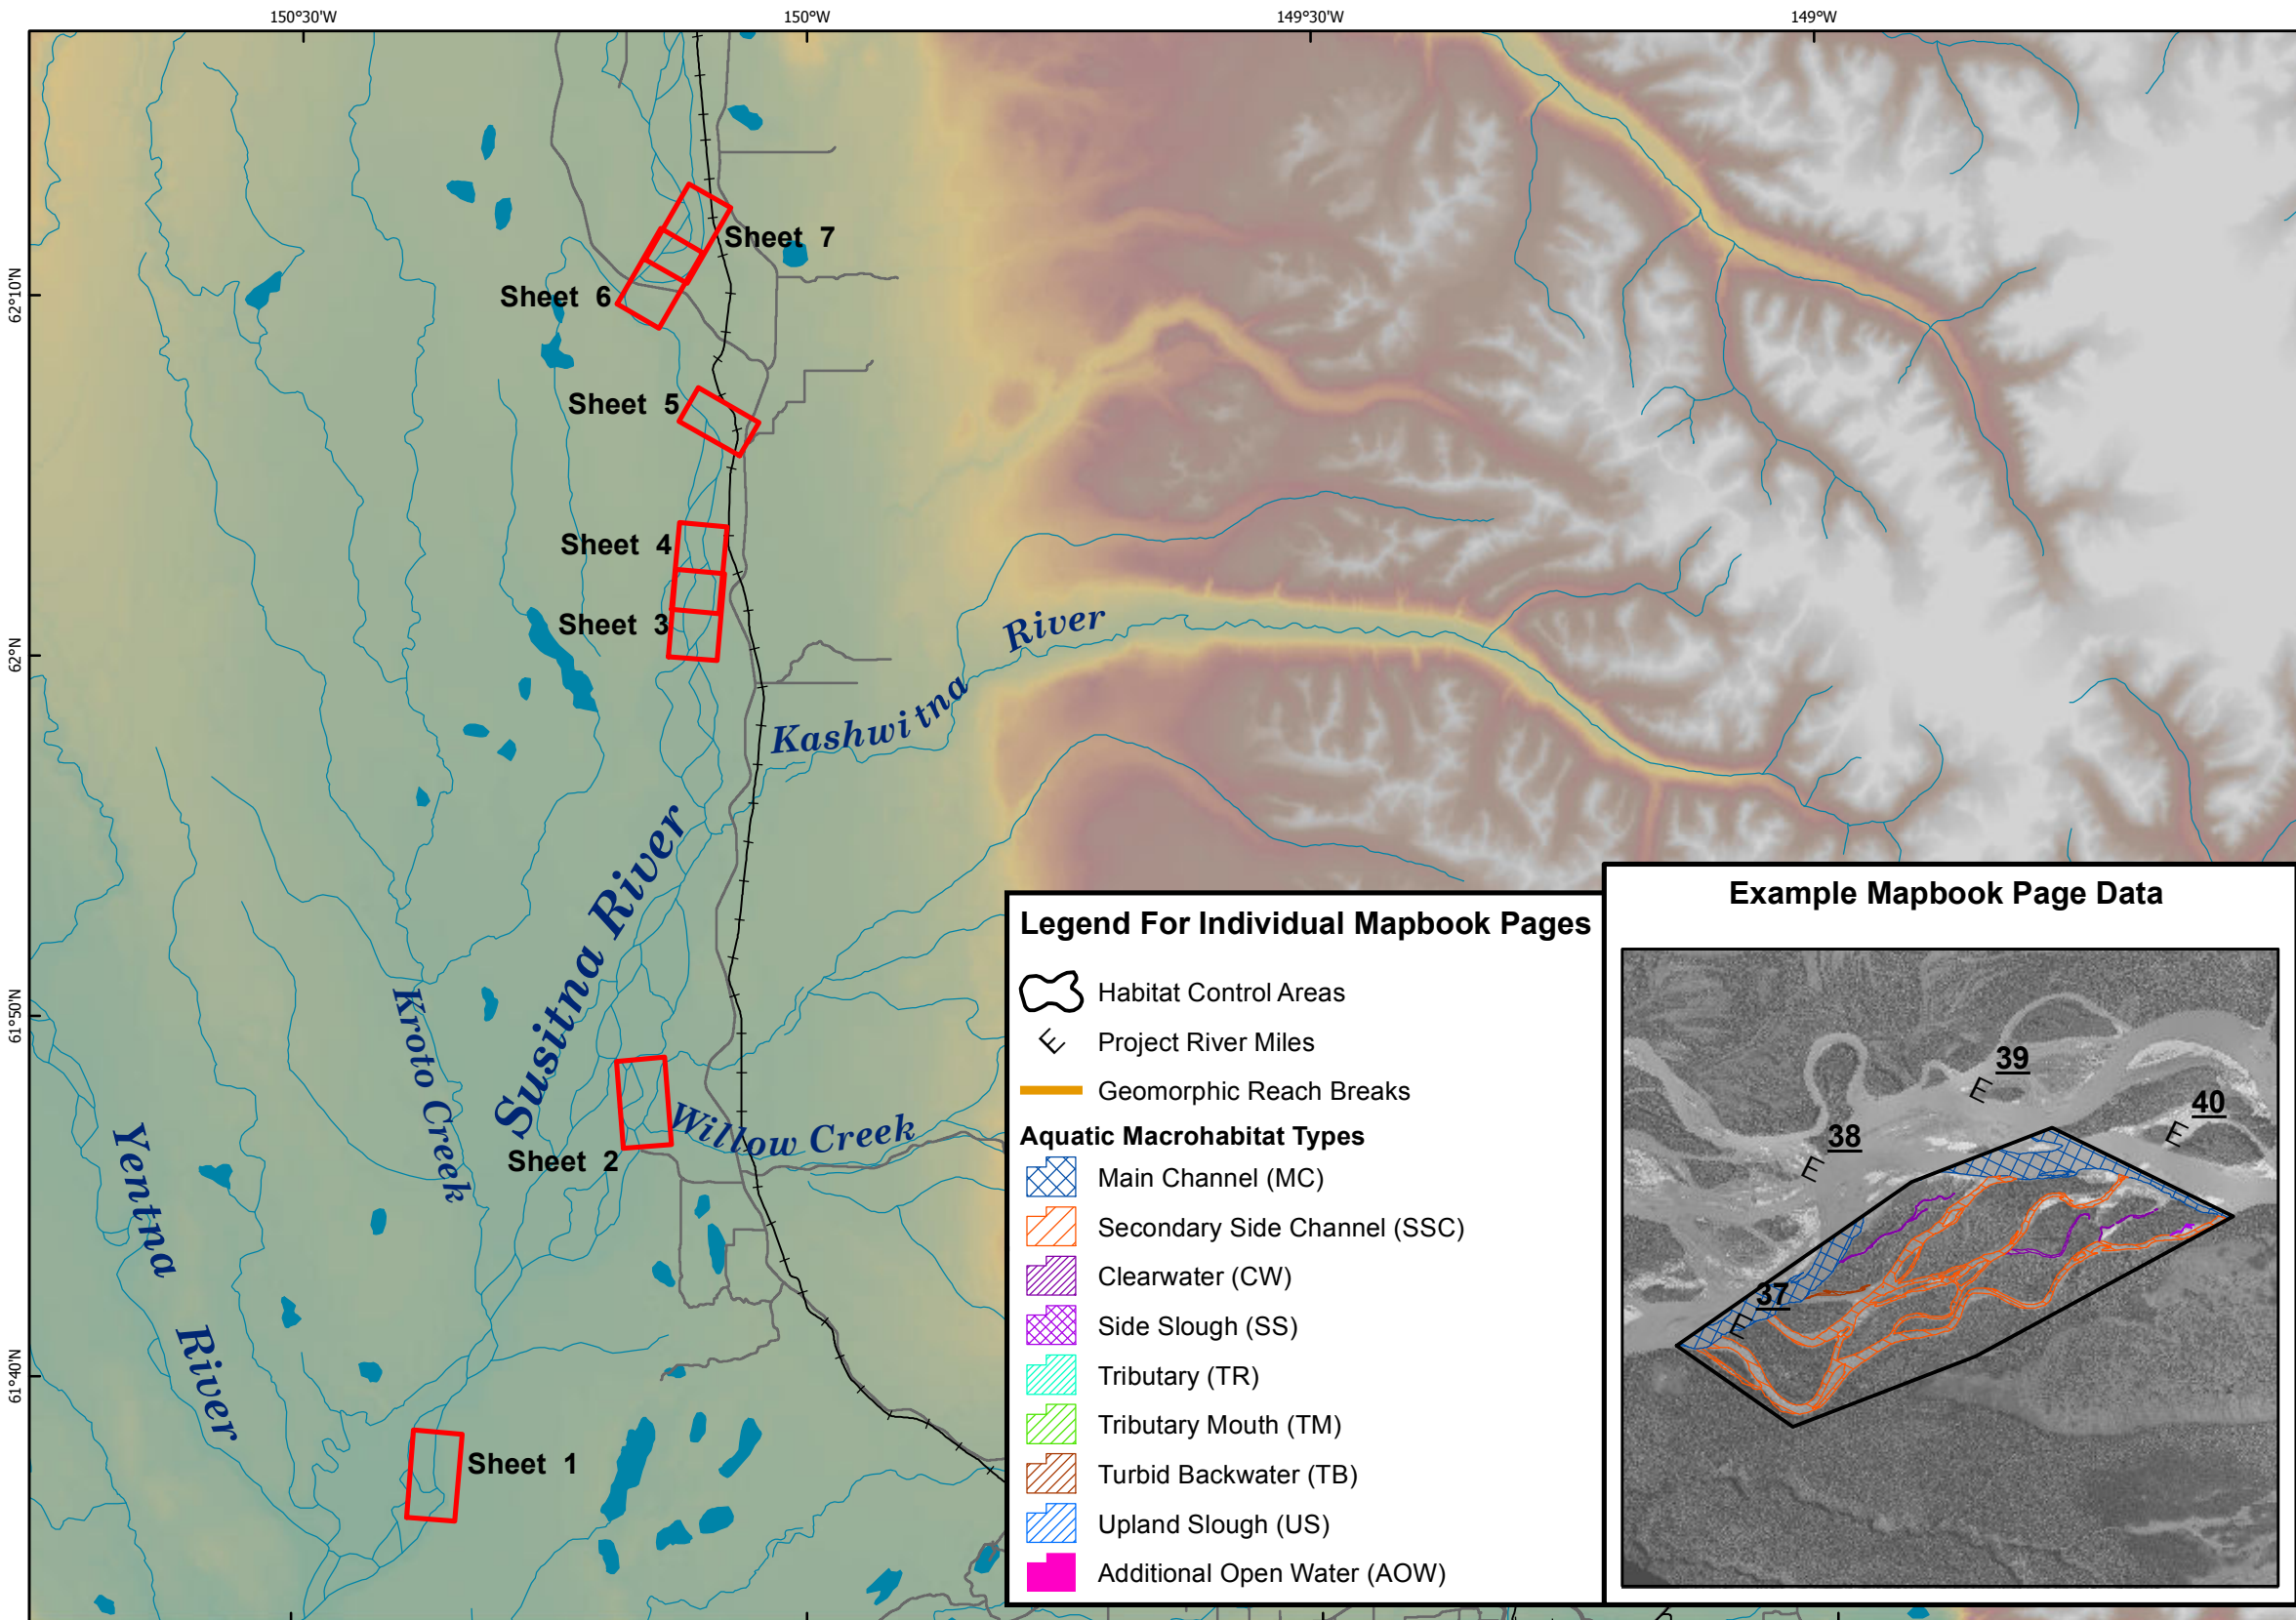 150°30'W
150°W
149°30'W
149°W
62°10'N
62°N
61°50'N
61°40'N
Sheet 7
Sheet 6
Sheet 5
Sheet 4
Sheet 3
River
Kashwitna
Susitna River
Kroto Creek
Willow Creek
Sheet 2
Yentna
River
Sheet 1
Legend For Individual Mapbook Pages
Habitat Control Areas
E Project River Miles
Geomorphic Reach Breaks
Aquatic Macrohabitat Types
Main Channel (MC)
Secondary Side Channel (SSC)
Clearwater (CW)
Side Slough (SS)
Tributary (TR)
Tributary Mouth (TM)
Turbid Backwater (TB)
Upland Slough (US)
Additional Open Water (AOW)
Example Mapbook Page Data
39
E
40
E
38
E
37
E